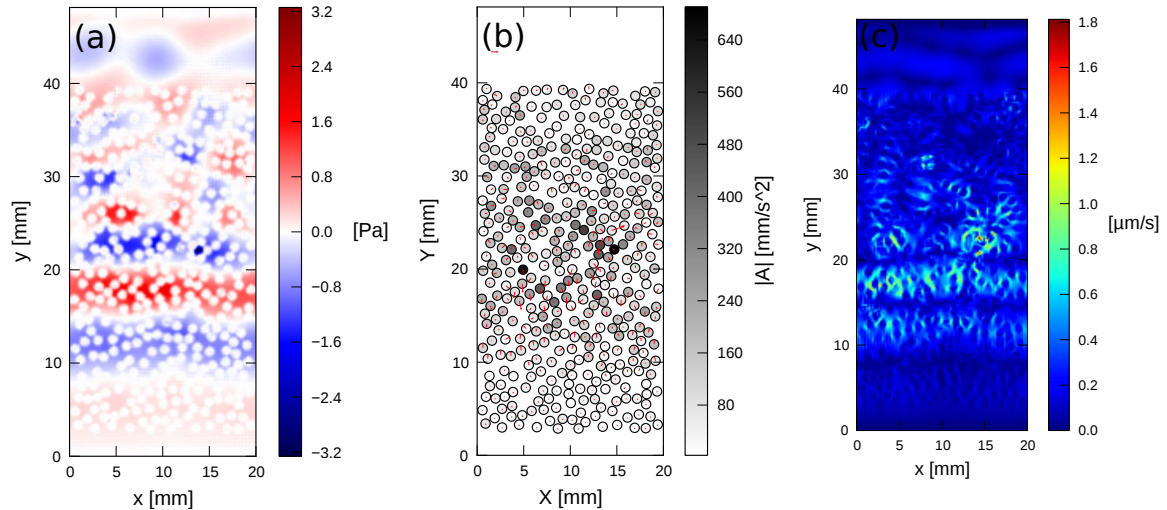 (a)
y [mm]
40
30
20
10
0
0 5 10 15 20
x [mm]
3.2
2.4
1.6
0.8
0.0
−0.8
−1.6
−2.4
−3.2
[Pa]
(b)
Y [mm]
40
30
20
10
0
0 5 10 15 20
X [mm]
640
560
480
400
320
240
160
80
|A| [mm/s^2]
(c)
y [mm]
40
30
20
10
0
0 5 10 15 20
x [mm]
1.8
1.6
1.4
1.2
1.0
0.8
0.6
0.4
0.2
0.0
[μm/s]